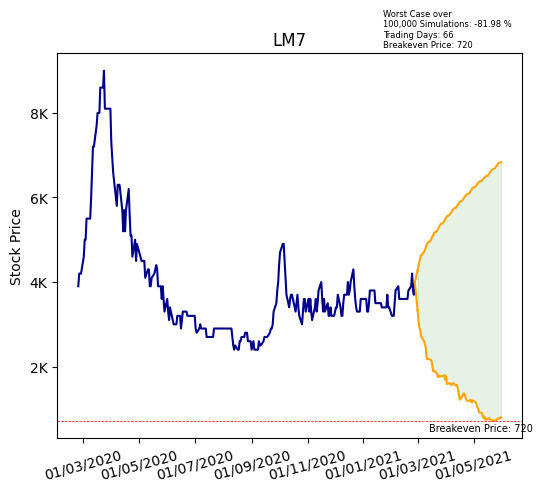 Worst Case over
100,000 Simulations: -81.98 %
Trading Days: 66
Breakeven Price: 720
LM7
Stock Price
8K
6K
4K
2K
Breakeven Price: 720
01/03/2020 01/05/2020 01/07/2020 01/09/2020 01/11/2020 01/01/2021 01/03/2021 01/05/2021